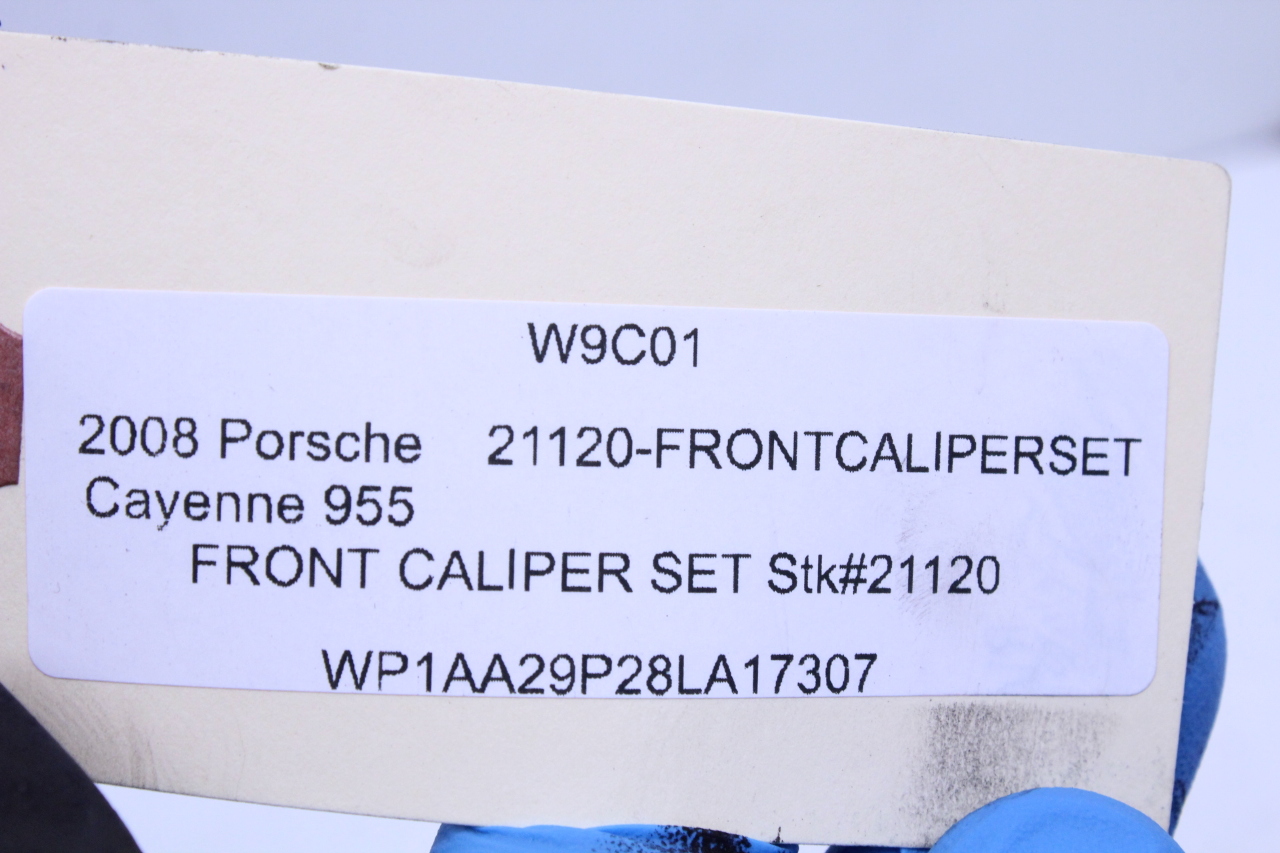 W9C01
2008 Porsche 21120-FRONTCALIPERSET
Cayenne 955
FRONT CALIPER SET Stk#21120
WP1AA29P28LA17307